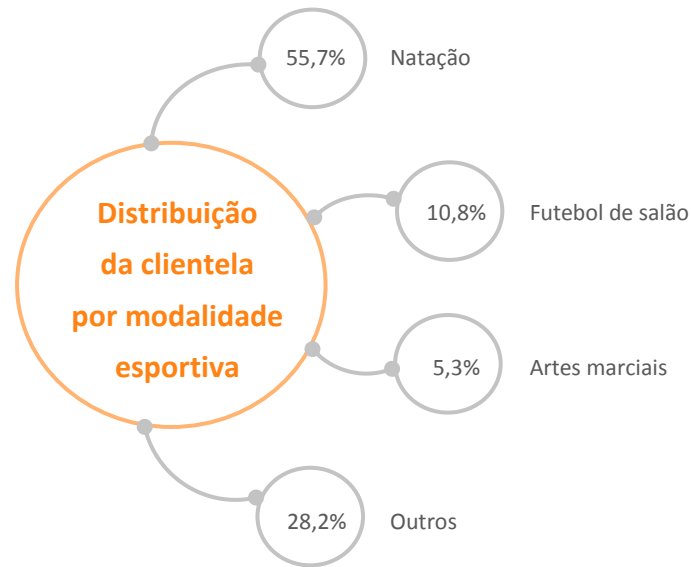 55,7% Natação
Distribuição
da clientela
por modalidade
esportiva
10,8% Futebol de salão
5,3% Artes marciais
28,2% Outros